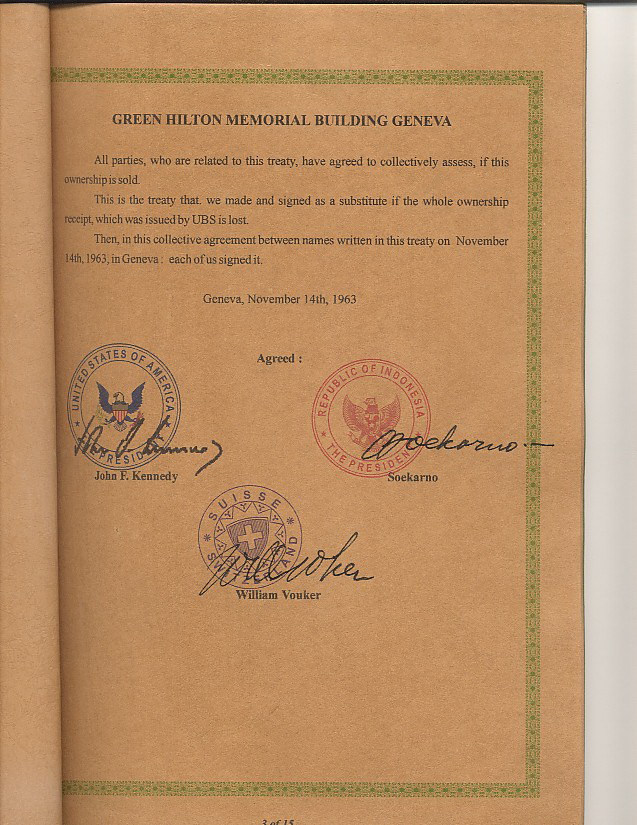 GREEN HILTON MEMORIAL BUILDING GENEVA
All parties, who are related to this treaty, have agreed to collectively assess, if this
ownership is sold.
This is the treaty that. we made and signed as a substitute if the whole ownership
receipt, which was issued by UBS is lost.
Then, in this collective agreement between names written in this treaty on November
14th, 1963, in Geneva : each of us signed it.
Geneva, November 14th, 1963
Agreed :
UNITED STATES OF AMERICA
PRESIDENT
John F. Kennedy
REPUBLIC OF INDONESIA
THE PRESIDENT
Soekarno
Soekarno
SUISSE
SWITZERLAND
William Vouker
3 of 15